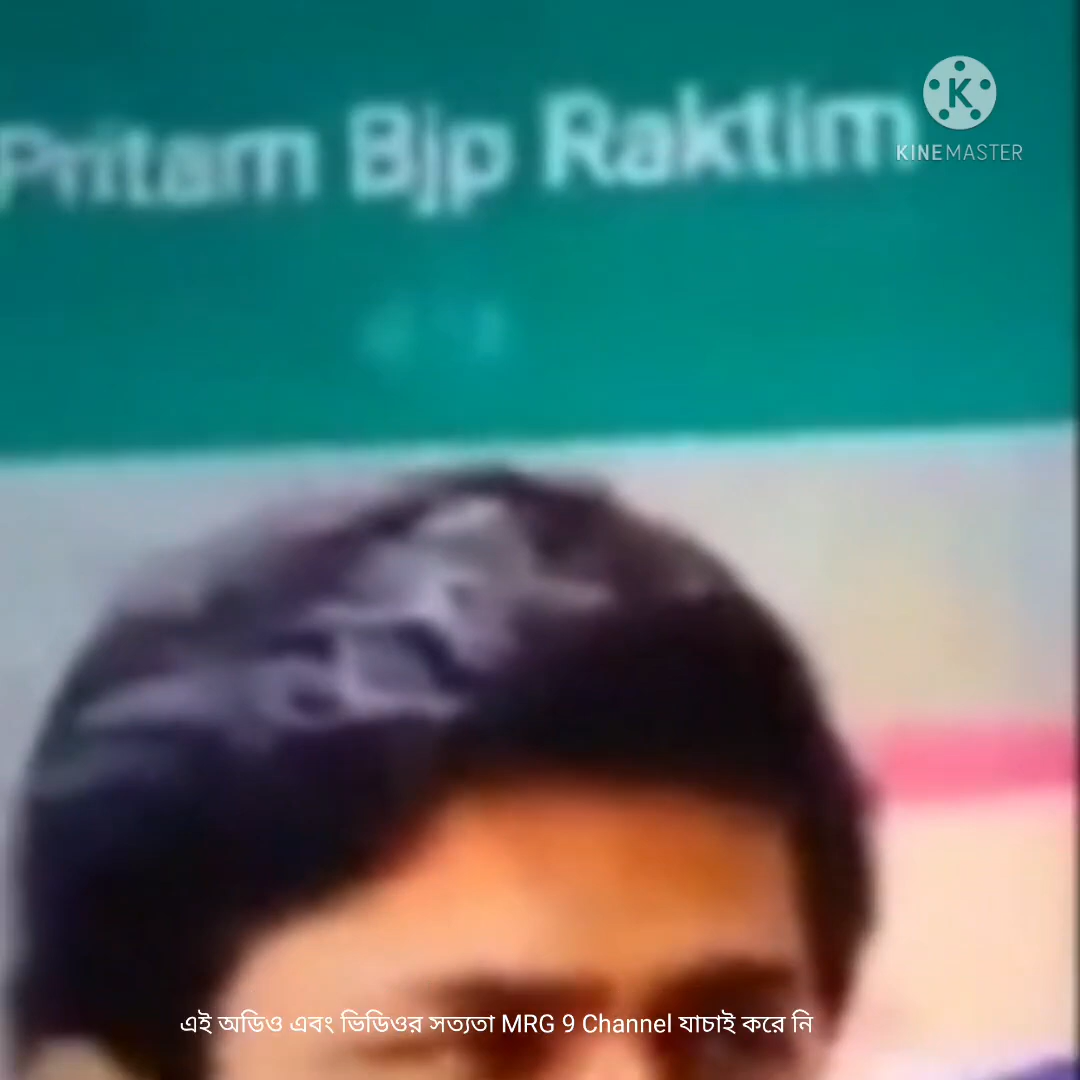 Pritam Bjp Raktim
KINEMASTER
এই অডিও এবং ভিডিওর সত্যতা MRG 9 Channel যাচাই করে নি